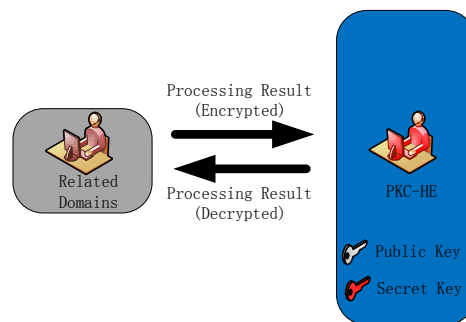 Processing Result
(Encrypted)
Related
Domains
Processing Result
(Decrypted)
PKC-HE
Public Key
Secret Key